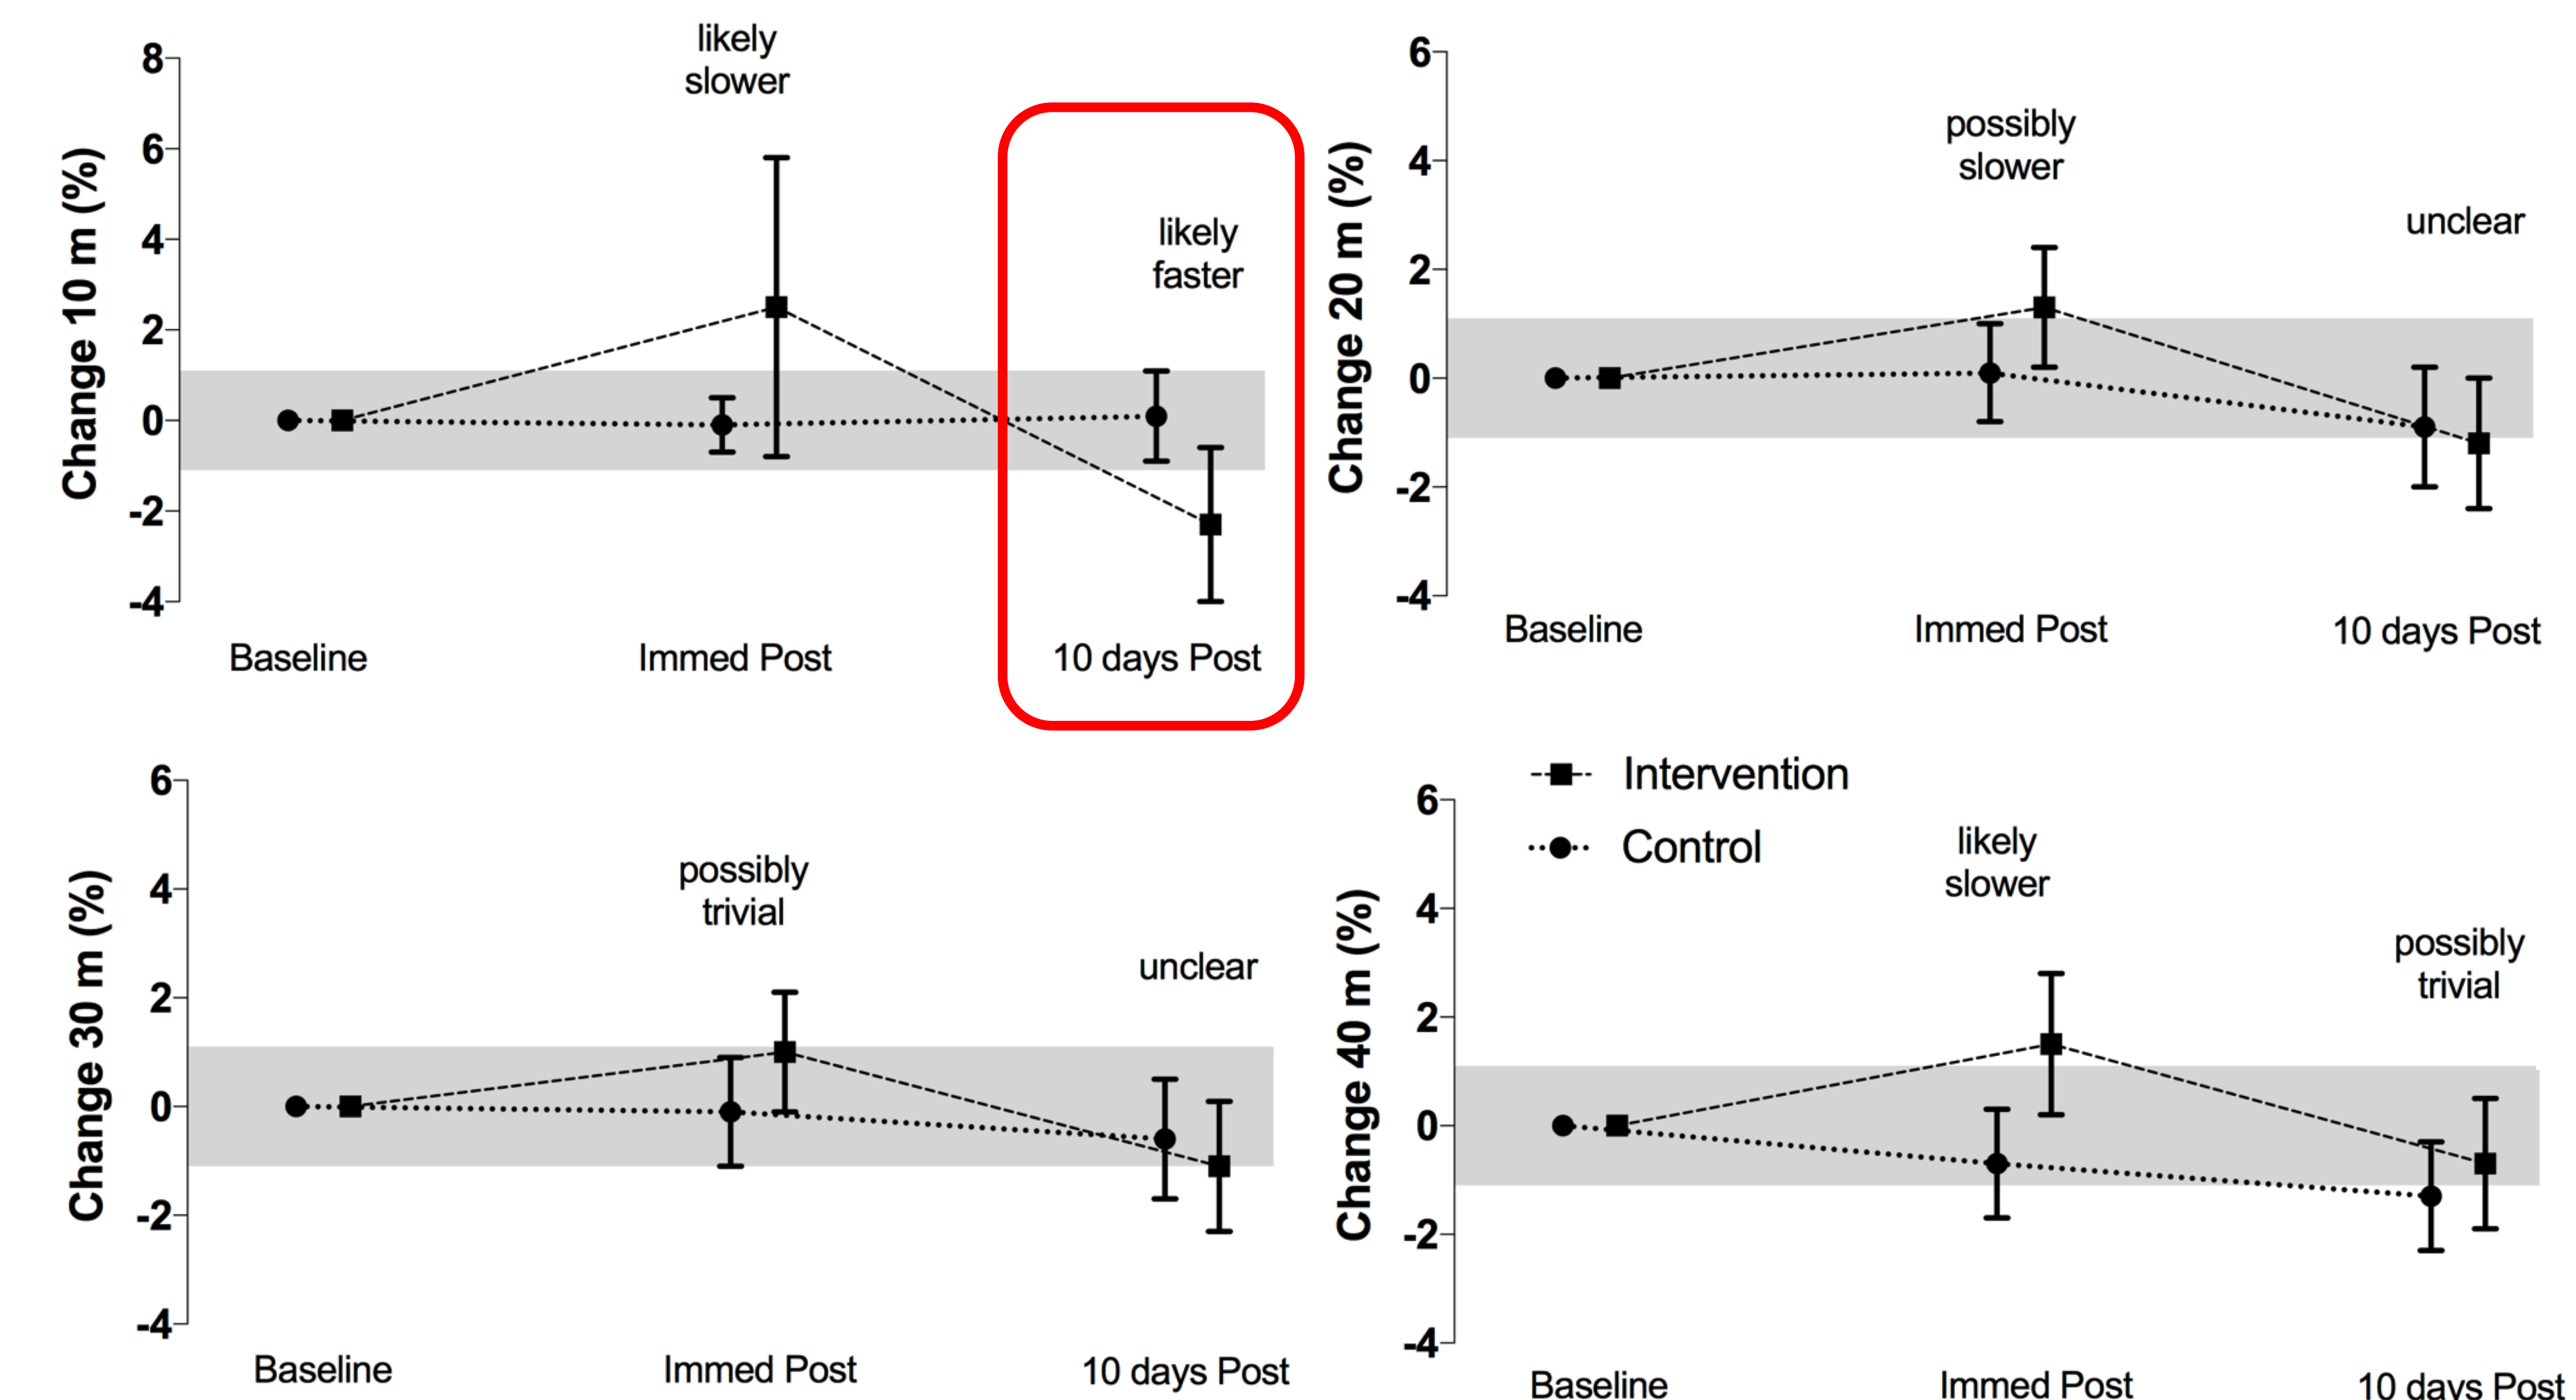 likely
slower
8
6
4
2
0
-2
-4
Change 10 m (%)
likely
faster
Baseline
Immed Post
10 days Post
possibly
slower
unclear
6
4
2
0
-2
-4
Change 20 m (%)
Baseline
Immed Post
10 days Post
6
4
2
0
-2
-4
Change 30 m (%)
possibly
trivial
unclear
Baseline
Immed Post
10 days Post
Intervention
Control
6
4
2
0
-2
-4
Change 40 m (%)
likely
slower
possibly
trivial
Baseline
Immed Post
10 days Post